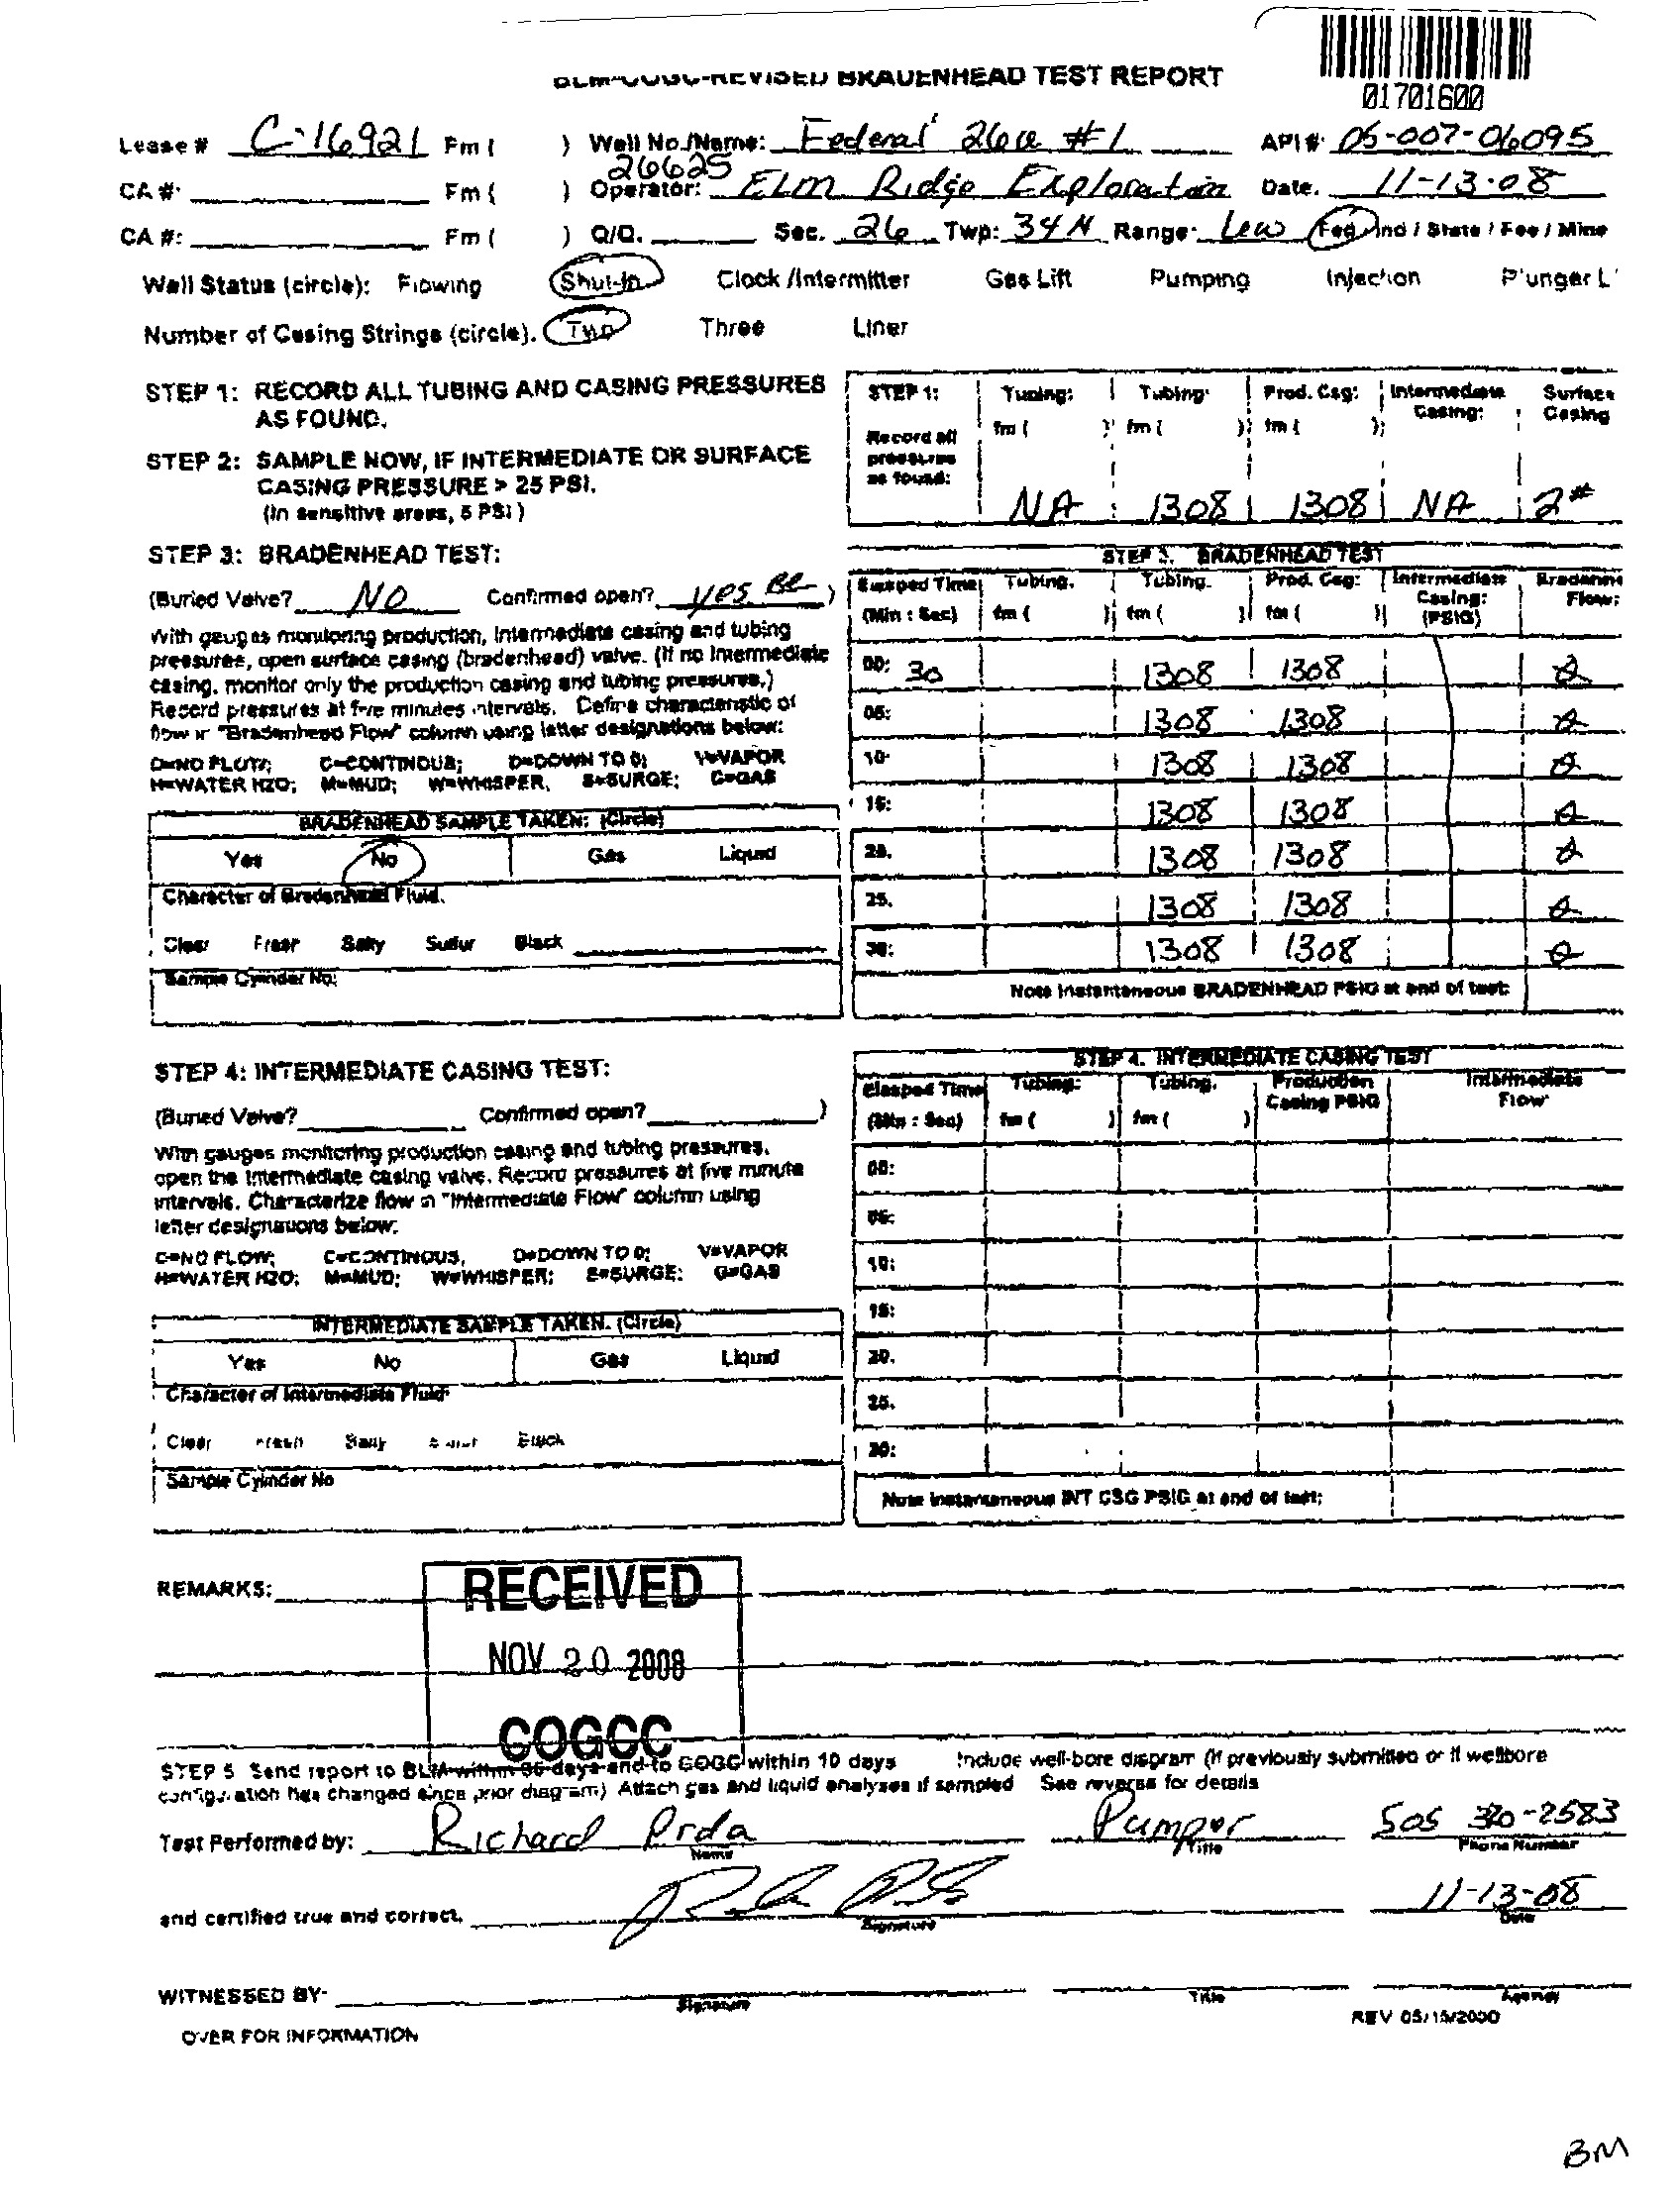 BLM-COGC-REVISED BRADENHEAD TEST REPORT
01701600
Lease # C-16921 Fm ( ) Well No./Name: Federal #1 API #: 05-007-06095
26625
CA #: Fm ( ) Operator: ELM Ridge Exploration Date. 11-13-08
CA #: Fm ( ) Q/Q. Sec. 26 Twp: 34 N Range: Fed / Ind / State / Fee / Mine
Well Status (circle): Flowing Shut-In Clock /Intermitter Gas Lift Pumping Injection Plunger L
Number of Casing Strings (circle). Two Three Liner
STEP 1: RECORD ALL TUBING AND CASING PRESSURES
AS FOUND.
STEP 2: SAMPLE NOW, IF INTERMEDIATE OR SURFACE
CASING PRESSURE > 25 PSI.
(In sensitive areas, 5 PSI)
STEP 1: Tubing: Tubing: Prod. Csg: Intermediate Casing: Surface Casing
Record all pressures as found: fm ( ) fm ( ) fm ( )
NA 1308 1308 NA 2#
STEP 3: BRADENHEAD TEST:
(Buried Valve? NO Confirmed open? yes )
With gauges monitoring production, Intermediate casing and tubing
pressures, open surface casing (bradenhead) valve. (If no Intermediate
casing, monitor only the production casing and tubing pressures.)
Record pressures at five minutes intervals. Define characteristic of
flow in "Bradenhead Flow" column using letter designations below:
O=NO FLOW; C=CONTINOUS; D=DOWN TO 0; V=VAPOR
H=WATER H2O; M=MUD; W=WHISPER, S=SURGE; G=GAS
BRADENHEAD SAMPLE TAKEN: (Circle)
Yes No Gas Liquid
Character of Bradenhead Fluid.
Clear Fresh Salty Sulfur Black
Sample Cylinder No:
STEP 3. BRADENHEAD TEST
Elasped Time Tubing. Tubing. Prod. Csg: Intermediate Casing: Bradenhe Flow:
(Min : Sec) fm ( ) fm ( ) fm ( ) (PSIG)
00: 30 1308 1308
05: 1308 1308
10: 1308 1308
15: 1308 1308
20. 1308 1308
25. 1308 1308
30: 1308 1308
Note Instantaneous BRADENHEAD PSIG at end of test:
STEP 4: INTERMEDIATE CASING TEST:
(Buried Valve? Confirmed open? )
With gauges monitoring production casing and tubing pressures,
open the intermediate casing valve. Record pressures at five minute
intervals. Characterize flow in "Intermediate Flow" column using
letter designations below:
O=NO FLOW; C=CONTINOUS, D=DOWN TO 0; V=VAPOR
H=WATER H2O; M=MUD; W=WHISPER; S=SURGE; G=GAS
INTERMEDIATE SAMPLE TAKEN. (Circle)
Yes No Gas Liquid
Character of Intermediate Fluid:
Clear Fresh Salty Sulfur Black
Sample Cylinder No
STEP 4. INTERMEDIATE CASING TEST
Elasped Time Tubing: Tubing. Production Casing PSIG Intermediate Flow
(Min : Sec) fm ( ) fm ( )
00:
05:
10:
15:
20.
25.
30:
Note instantaneous INT CSG PSIG at end of test:
REMARKS:
RECEIVED
NOV 20 2008
COGCC
STEP 5 Send report to BLM within 30 days and to COGC within 10 days Include well-bore diagram (If previously submitted or if wellbore
configuration has changed since prior diagram) Attach gas and liquid analyses if sampled See reverse for details
Test Performed by: Richard Pumper 505 320-2583
Name Title Phone Number
and certified true and correct. 11-13-08
Signature Date
WITNESSED BY-
Signature Title Agency
REV 05/15/2000
OVER FOR INFORMATION
BM